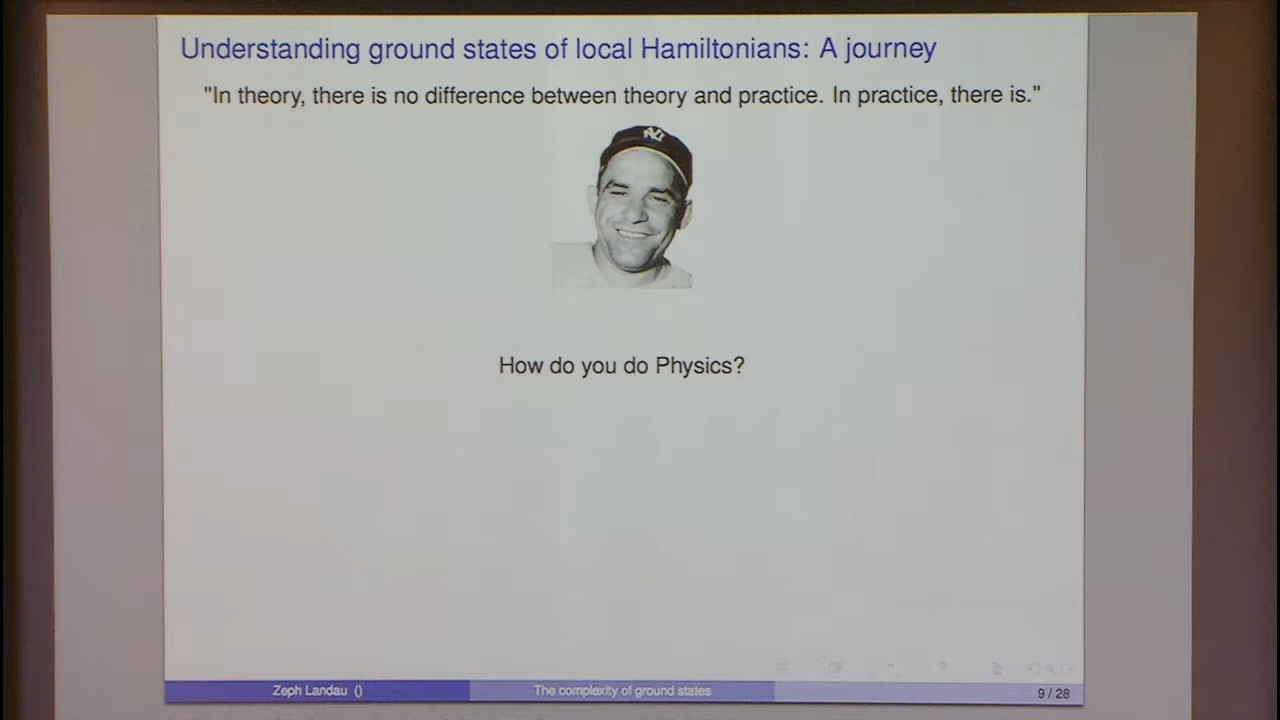 Understanding ground states of local Hamiltonians: A journey
"In theory, there is no difference between theory and practice. In practice, there is."
NY
How do you do Physics?
Zeph Landau ()
The complexity of ground states
9 / 28